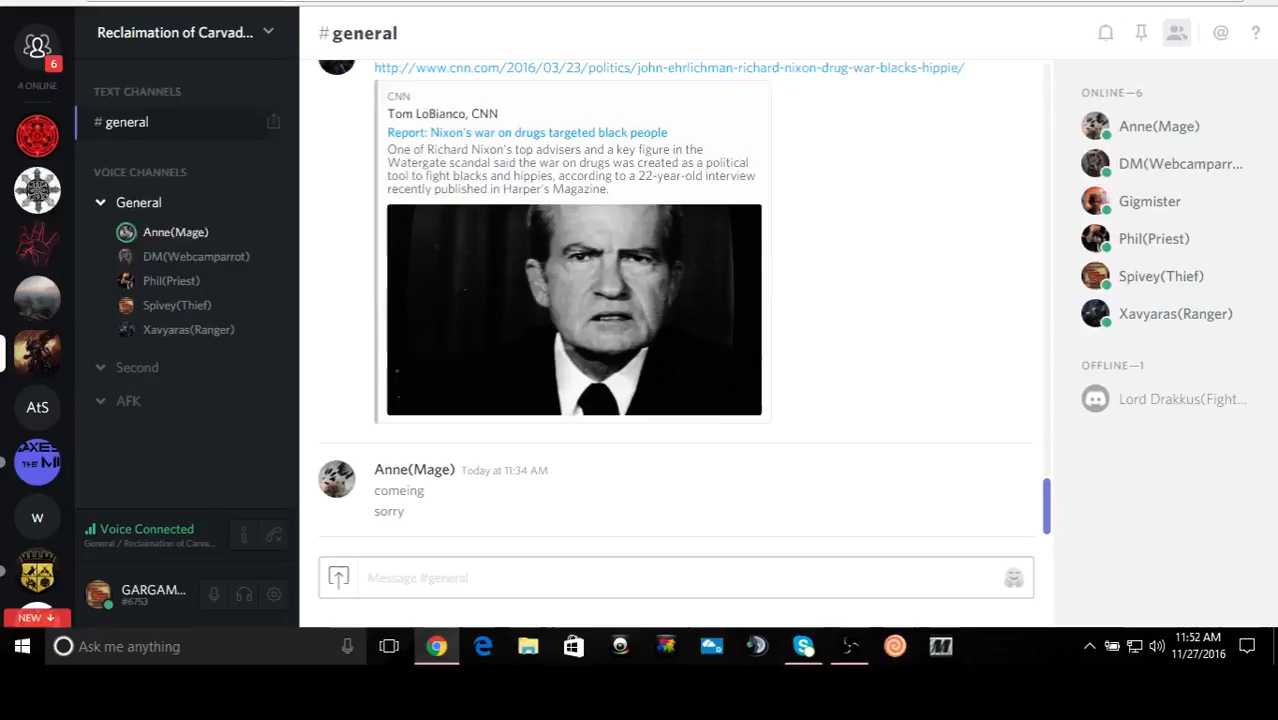 Reclaimation of Carvad...
#general
6
4 ONLINE
TEXT CHANNELS
# general
VOICE CHANNELS
General
Anne(Mage)
DM(Webcamparrot)
Phil(Priest)
Spivey(Thief)
Xavyaras(Ranger)
Second
AFK
AtS
AXES
THE MI
W
NEW ↓
Voice Connected
General / Reclaimation of Carva...
GARGAM...
#6753
http://www.cnn.com/2016/03/23/politics/john-ehrlichman-richard-nixon-drug-war-blacks-hippie/
CNN
Tom LoBianco, CNN
Report: Nixon's war on drugs targeted black people
One of Richard Nixon's top advisers and a key figure in the
Watergate scandal said the war on drugs was created as a political
tool to fight blacks and hippies, according to a 22-year-old interview
recently published in Harper's Magazine.
Anne(Mage) Today at 11:34 AM
comeing
sorry
Message #general
@
?
ONLINE—6
Anne(Mage)
DM(Webcamparr...
Gigmister
Phil(Priest)
Spivey(Thief)
Xavyaras(Ranger)
OFFLINE—1
Lord Drakkus(Fight...
Ask me anything
11:52 AM
11/27/2016